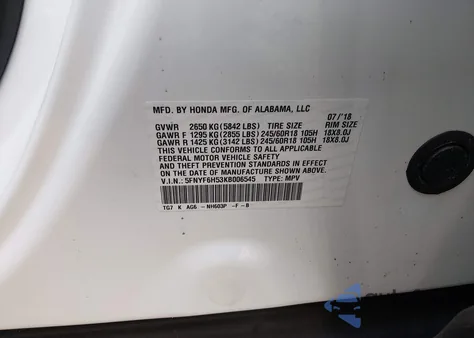 MFD. BY HONDA MFG. OF ALABAMA, LLC 07/'18
GVWR 2650 KG (5842 LBS) TIRE SIZE RIM SIZE
GAWR F 1295 KG (2855 LBS) 245/60R18 105H 18X8.0J
GAWR R 1425 KG (3142 LBS) 245/60R18 105H 18X8.0J
THIS VEHICLE CONFORMS TO ALL APPLICABLE
FEDERAL MOTOR VEHICLE SAFETY
AND THEFT PREVENTION STANDARDS IN EFFECT ON
THE DATE OF MANUFACTURE SHOWN ABOVE.
V.I.N.: 5FNYF6H53KB006545 TYPE: MPV
TG7 K AG6 - NH603P -F -B